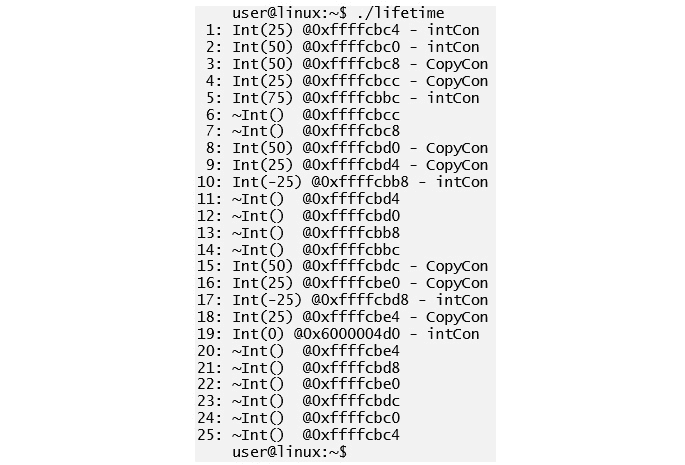 user@linux:~$ ./lifetime
1: Int(25) @0xffffcbc4 - intCon
2: Int(50) @0xffffcbc0 - intCon
3: Int(50) @0xffffcbc8 - CopyCon
4: Int(25) @0xffffcbcc - CopyCon
5: Int(75) @0xffffcbbc - intCon
6: ~Int()  @0xffffcbcc
7: ~Int()  @0xffffcbc8
8: Int(50) @0xffffcbd0 - CopyCon
9: Int(25) @0xffffcbd4 - CopyCon
10: Int(-25) @0xffffcbb8 - intCon
11: ~Int()  @0xffffcbd4
12: ~Int()  @0xffffcbd0
13: ~Int()  @0xffffcbb8
14: ~Int()  @0xffffcbbc
15: Int(50) @0xffffcbdc - CopyCon
16: Int(25) @0xffffcbe0 - CopyCon
17: Int(-25) @0xffffcbd8 - intCon
18: Int(25) @0xffffcbe4 - CopyCon
19: Int(0) @0x6000004d0 - intCon
20: ~Int()  @0xffffcbe4
21: ~Int()  @0xffffcbd8
22: ~Int()  @0xffffcbe0
23: ~Int()  @0xffffcbdc
24: ~Int()  @0xffffcbc0
25: ~Int()  @0xffffcbc4
user@linux:~$